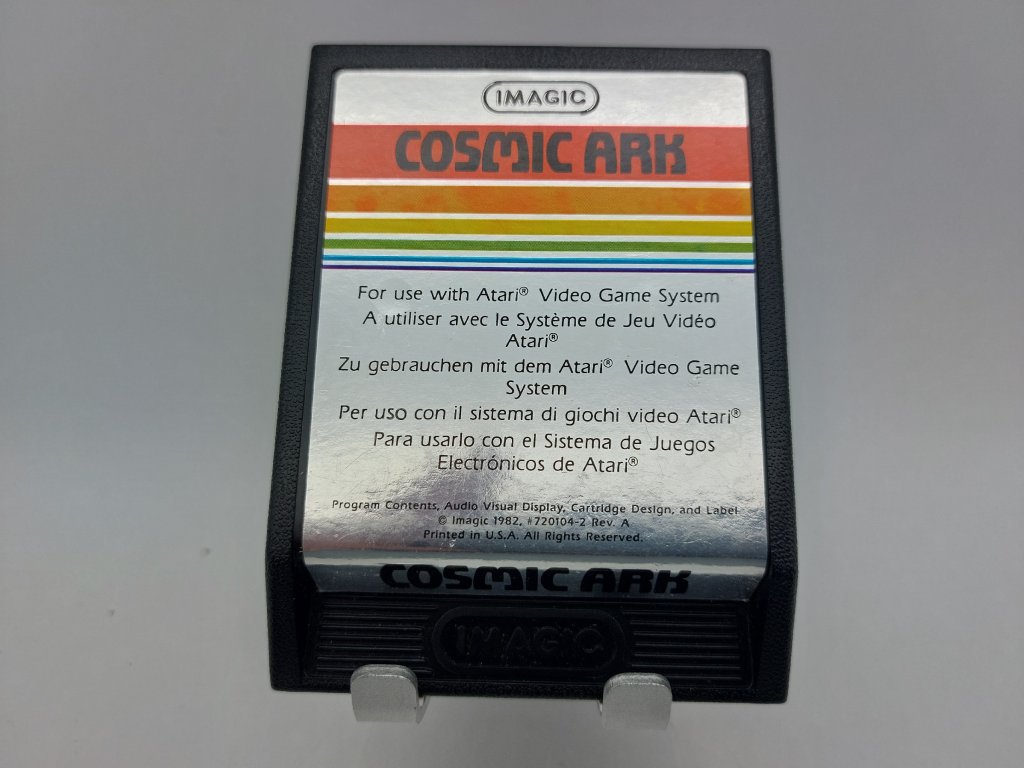 IMAGIC
COSMIC ARK
For use with Atari® Video Game System
A utiliser avec le Système de Jeu Vidéo
Atari®
Zu gebrauchen mit dem Atari® Video Game
System
Per uso con il sistema di giochi video Atari®
Para usarlo con el Sistema de Juegos
Electrónicos de Atari®
Program Contents, Audio Visual Display, Cartridge Design, and Label
© Imagic 1982, #720104-2 Rev. A
Printed in U.S.A. All Rights Reserved.
COSMIC ARK
IMAGIC